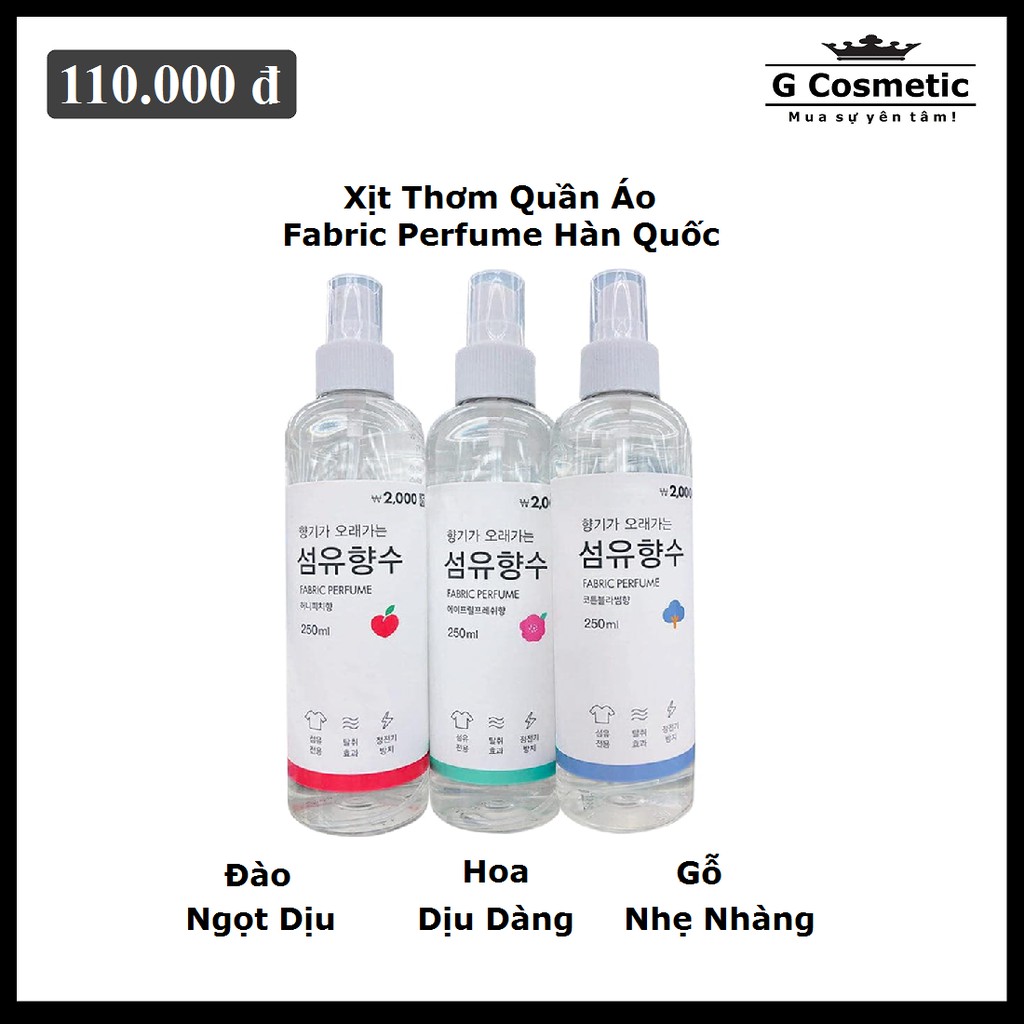 110.000 đ
G Cosmetic
Mua sự yên tâm!
Xịt Thơm Quần Áo
Fabric Perfume Hàn Quốc
₩2,000
향기가 오래가는
섬유향수
FABRIC PERFUME
허니피치향
250ml
섬유
전용
탈취
효과
정전기
방지
₩2,0
향기가 오래가는
섬유향수
FABRIC PERFUME
에이프릴프레쉬향
250ml
섬유
전용
탈취
효과
정전기
방지
₩2,000
향기가 오래가는
섬유향수
FABRIC PERFUME
코튼블라썸향
250ml
섬유
전용
탈취
효과
정전기
방지
Đào
Ngọt Dịu
Hoa
Dịu Dàng
Gỗ
Nhẹ Nhàng